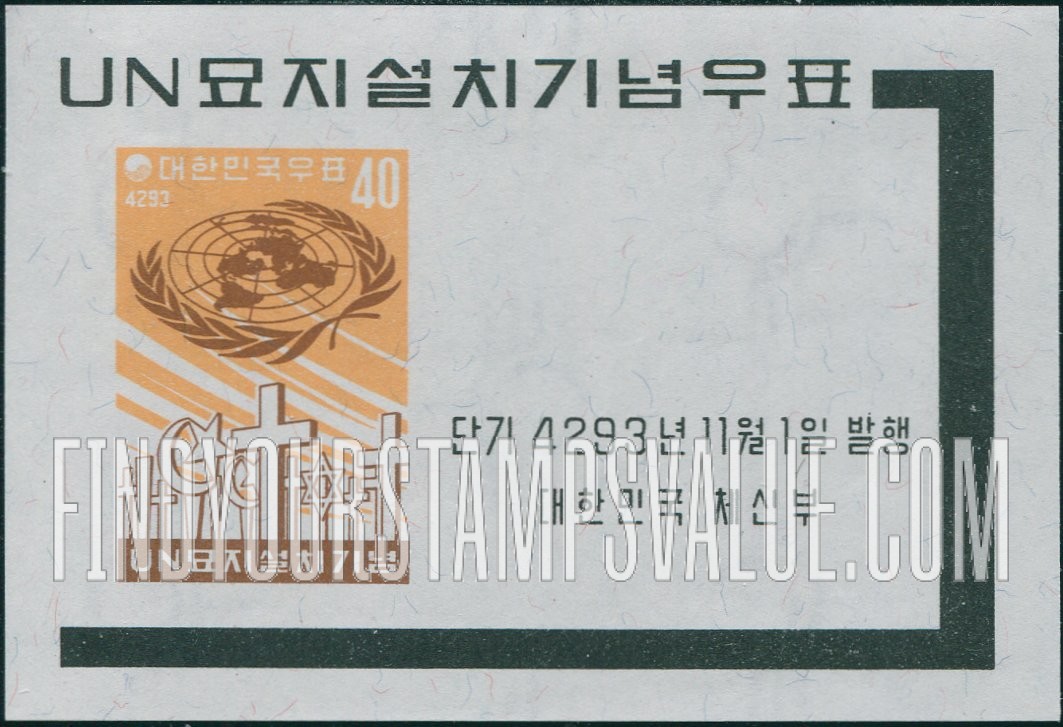 UN묘지설치기념우표
대한민국우표 40
4293
단기 4293년 11월 1일 발행
대한민국 체신부
UN묘지설치기념
FINDYOURSTAMPSVALUE.COM